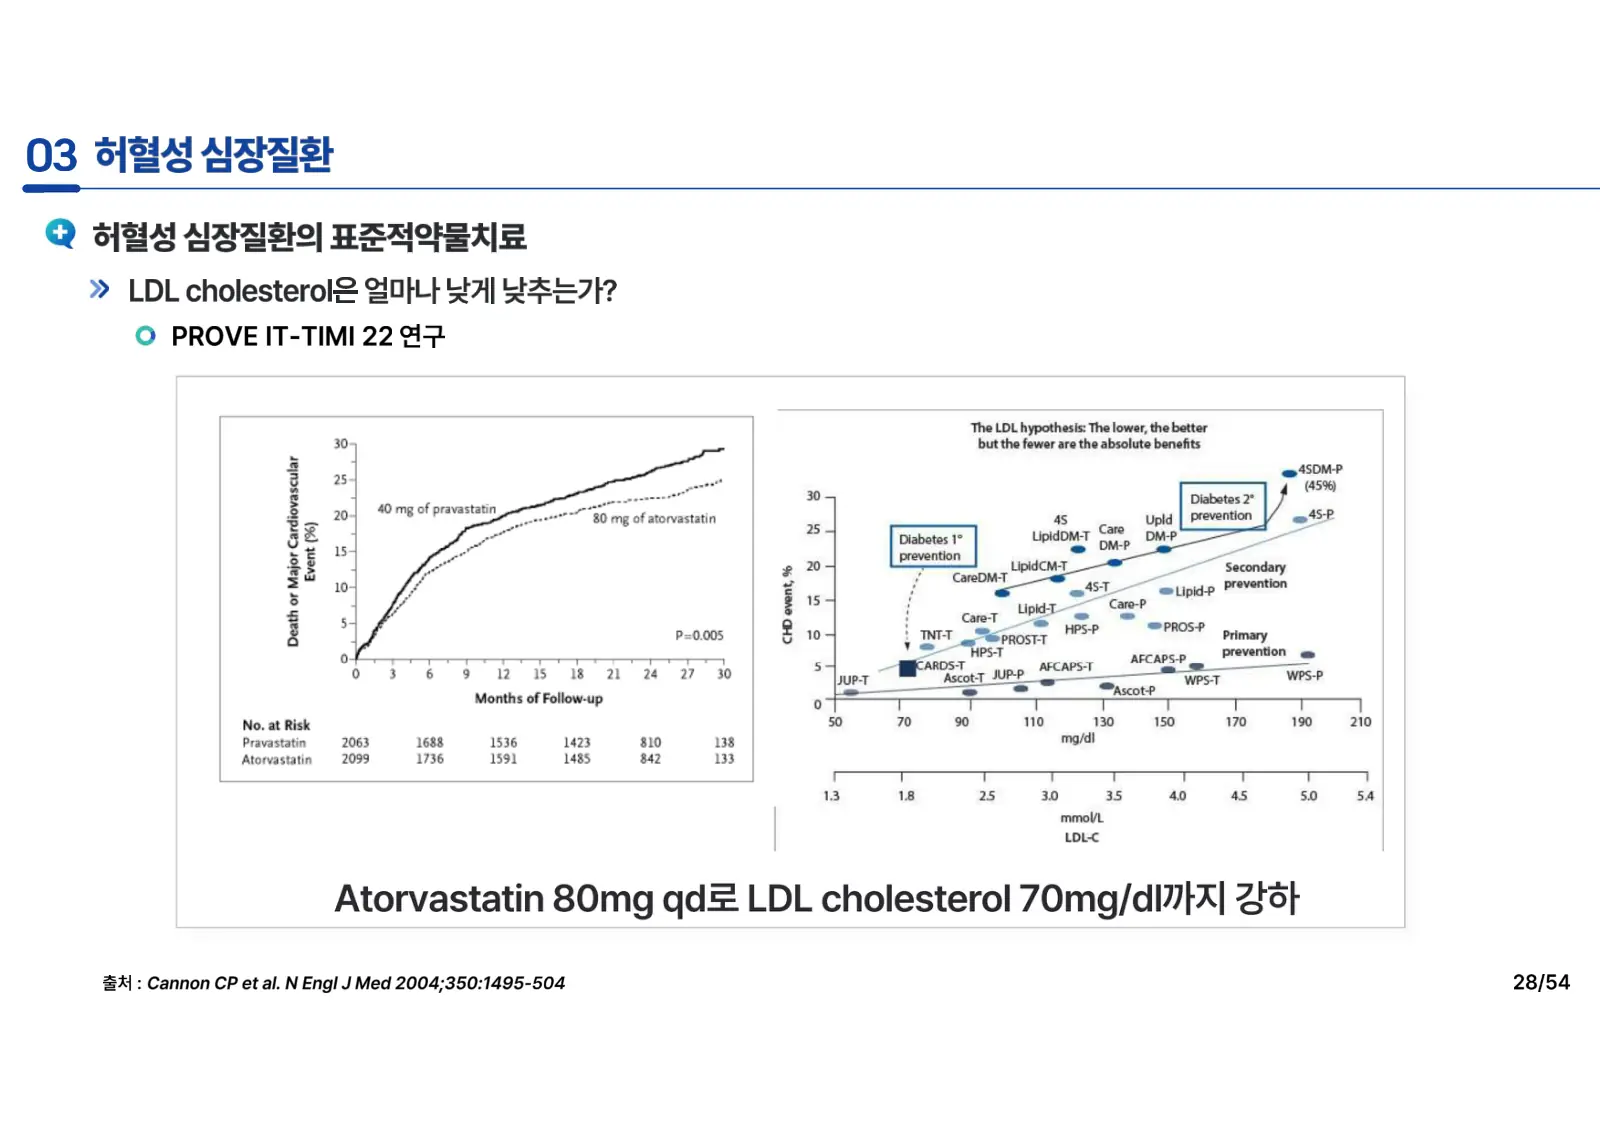 03 허혈성 심장질환
허혈성 심장질환의 표준적약물치료
LDL cholesterol은 얼마나 낮게 낮추는가?
PROVE IT-TIMI 22 연구
Death or Major Cardiovascular
Event (%)
30
25
20
15
10
5
0
40 mg of pravastatin
80 mg of atorvastatin
P=0.005
0 3 6 9 12 15 18 21 24 27 30
Months of Follow-up
No. at Risk
Pravastatin 2063 1688 1536 1423 810 138
Atorvastatin 2099 1736 1591 1485 842 133
The LDL hypothesis: The lower, the better
but the fewer are the absolute benefits
CHD event, %
30
25
20
15
10
5
0
4SDM-P
(45%)
Diabetes 2°
prevention
4S-P
4S
LipidDM-T
Care
DM-P
Upld
DM-P
Diabetes 1°
prevention
Secondary
prevention
LipidCM-T
CareDM-T
4S-T
Lipid-P
Lipid-T
Care-P
Care-T
HPS-P
PROS-P
TNT-T
PROST-T
HPS-T
Primary
prevention
CARDS-T
AFCAPS-T
AFCAPS-P
JUP-T
Ascot-T
JUP-P
Ascot-P
WPS-T
WPS-P
50 70 90 110 130 150 170 190 210
mg/dl
1.3 1.8 2.5 3.0 3.5 4.0 4.5 5.0 5.4
mmol/L
LDL-C
Atorvastatin 80mg qd로 LDL cholesterol 70mg/dl까지 강하
출처 : Cannon CP et al. N Engl J Med 2004;350:1495-504
28/54